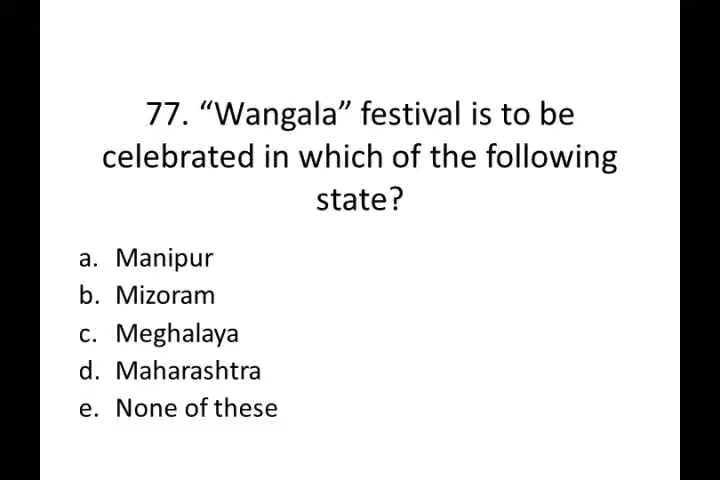 77. “Wangala” festival is to be
celebrated in which of the following
state?
a. Manipur
b. Mizoram
c. Meghalaya
d. Maharashtra
e. None of these